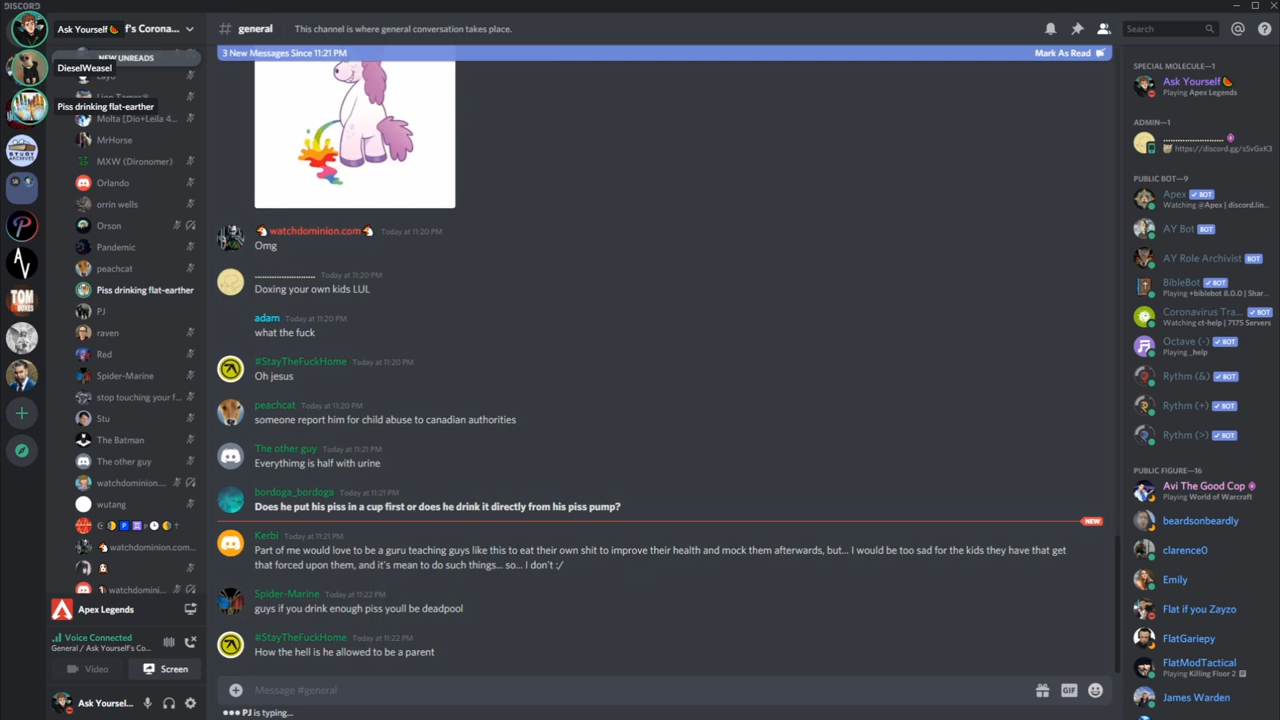 DISCORD
Ask Yourself 🍉
f's Corona...
NEW UNREADS
DieselWeasel
Layo
Piss drinking flat-earther
Molta [Dio+Leila 4...
MrHorse
MXW (Dironomer)
Orlando
orrin wells
Orson
Pandemic
peachcat
Piss drinking flat-earther
PJ
raven
Red
Spider-Marine
stop touching your f...
Stu
The Batman
The other guy
watchdominion....
wutang
watchdominion.com...
watchdomini...
STUDY ARCHIVES
AV
TOM BOXES
Apex Legends
Voice Connected
General / Ask Yourself's Co...
Video
Screen
Ask Yoursel...
# general
This channel is where general conversation takes place.
Search
3 New Messages Since 11:21 PM
Mark As Read
watchdominion.com Today at 11:20 PM
Omg
........................ Today at 11:20 PM
Doxing your own kids LUL
adam Today at 11:20 PM
what the fuck
#StayTheFuckHome Today at 11:20 PM
Oh jesus
peachcat Today at 11:20 PM
someone report him for child abuse to canadian authorities
The other guy Today at 11:21 PM
Everythimg is half with urine
bordoga_bordoga Today at 11:21 PM
Does he put his piss in a cup first or does he drink it directly from his piss pump?
NEW
Kerbi Today at 11:21 PM
Part of me would love to be a guru teaching guys like this to eat their own shit to improve their health and mock them afterwards, but... I would be too sad for the kids they have that get
that forced upon them, and it's mean to do such things... so... I don't :/
Spider-Marine Today at 11:22 PM
guys if you drink enough piss youll be deadpool
#StayTheFuckHome Today at 11:22 PM
How the hell is he allowed to be a parent
Message #general
GIF
PJ is typing...
SPECIAL MOLECULE—1
Ask Yourself 🍉
Playing Apex Legends
ADMIN—1
........................
https://discord.gg/s5vGxK3
PUBLIC BOT—9
Apex ✔ BOT
Watching @Apex | discord.lin...
AY Bot ✔ BOT
AY Role Archivist BOT
BibleBot ✔ BOT
Playing +biblebot 8.0.0 | Shar...
Coronavirus Tra... ✔ BOT
Watching ct-help | 7175 Servers
Octave (-) ✔ BOT
Playing _help
Rythm (&) ✔ BOT
Rythm (+) ✔ BOT
Rythm (>) ✔ BOT
PUBLIC FIGURE—16
Avi The Good Cop
Playing World of Warcraft
beardsonbeardly
clarence0
Emily
Flat if you Zayzo
FlatGariepy
FlatModTactical
Playing Killing Floor 2
James Warden